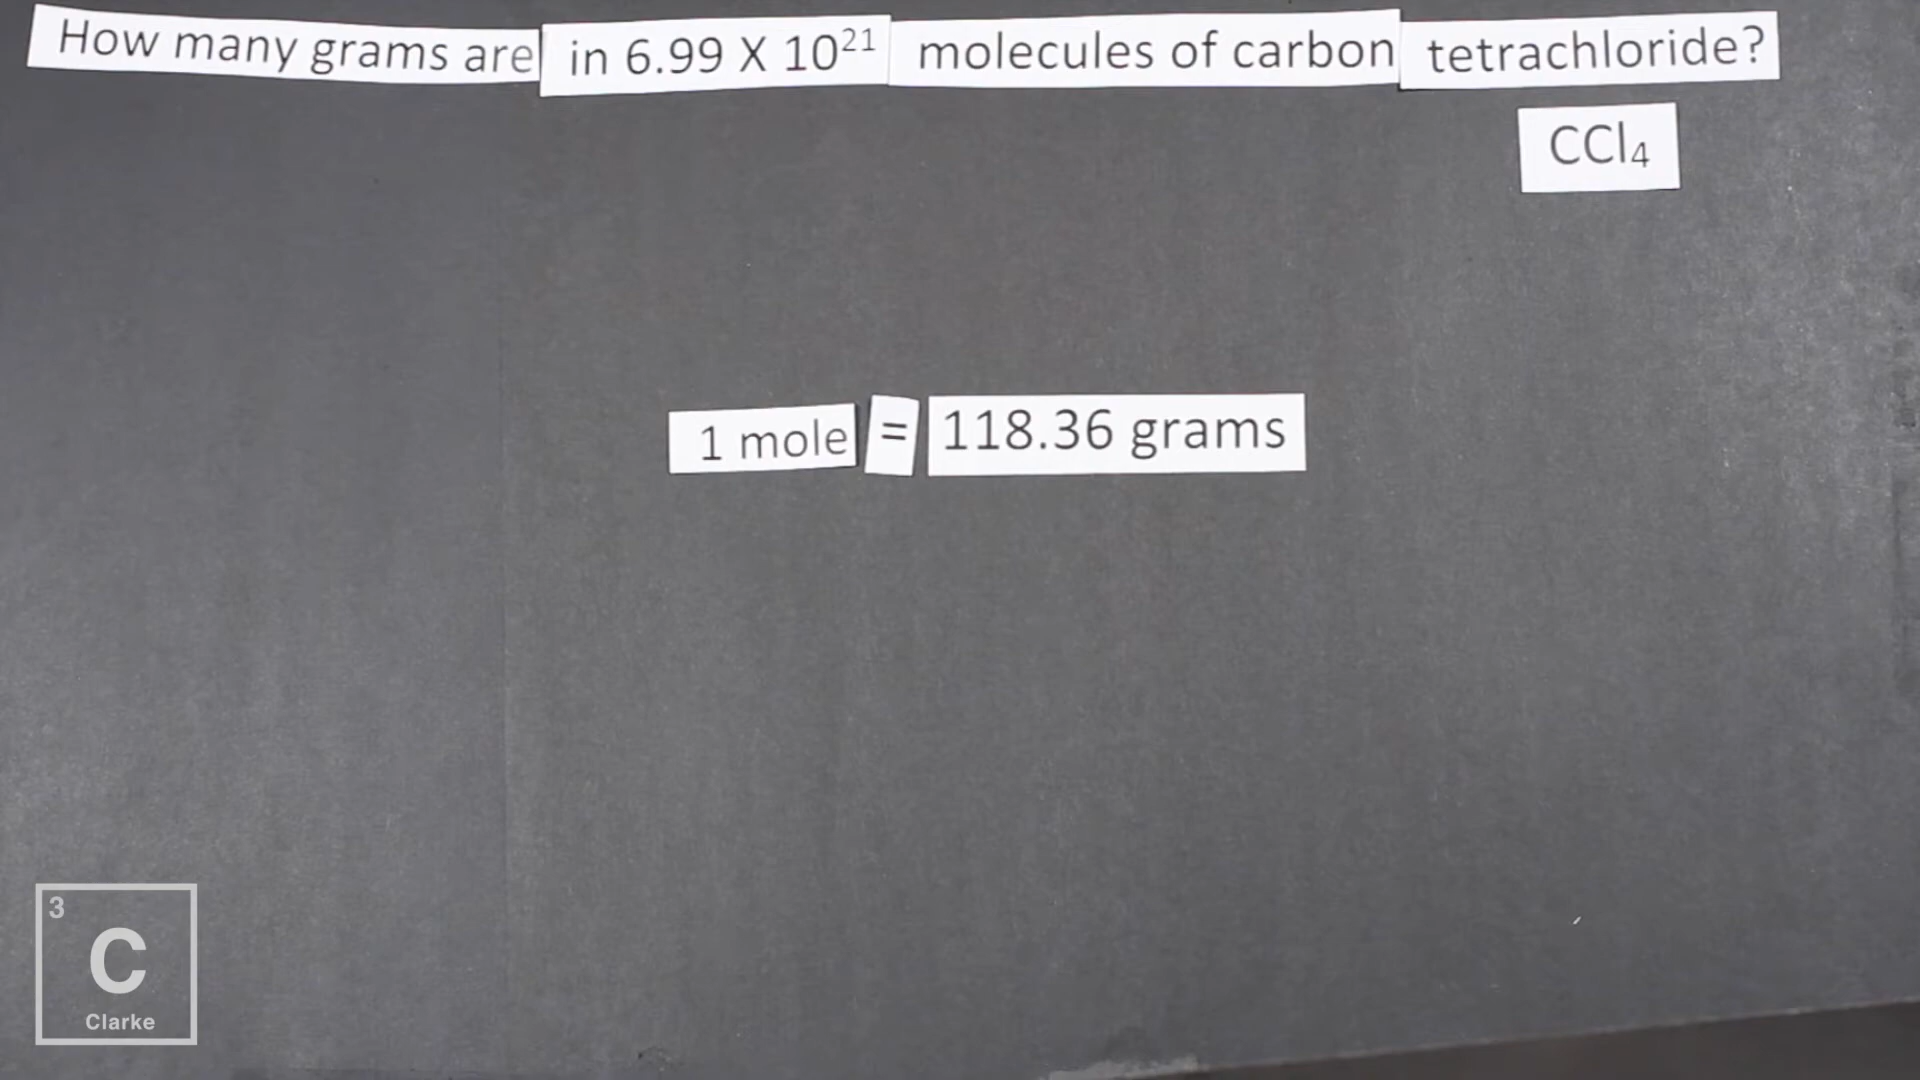 How many grams are in 6.99 X 10²¹ molecules of carbon tetrachloride?
CCl₄
1 mole = 118.36 grams
3
C
Clarke